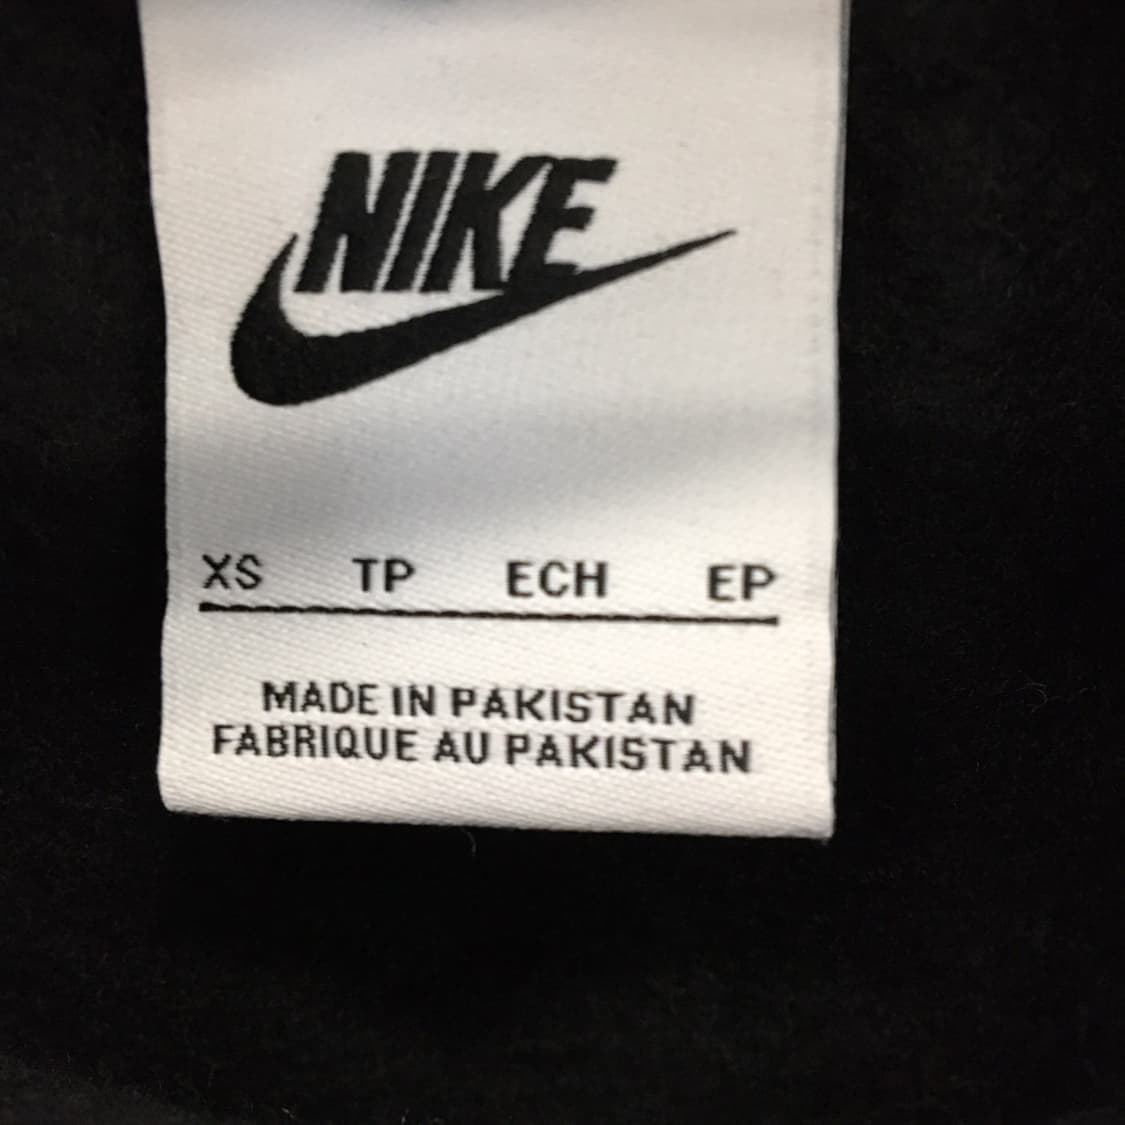 NIKE
XS TP ECH EP
MADE IN PAKISTAN
FABRIQUE AU PAKISTAN